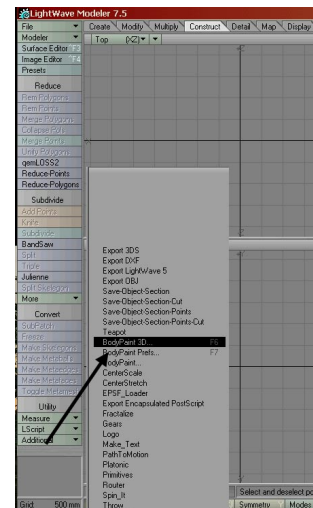 LightWave Modeler 7.5
File Create Modify Multiply Construct Detail Map Display
Modeler Top (XZ)
Surface Editor F3
Image Editor F4
Presets
Reduce
Rem Polygons
Rem Points
Merge Polygons
Collapse Poly
Merge Points
Unify Polygons
qemLOSS2
Reduce-Points
Reduce-Polygons
Subdivide
Add Points
Knife
Subdivide
BandSaw
Split
Triple
Julienne
Split Skelegon
More
Convert
SubPatch
Freeze
Make Skelegons
Make Metaballs
Make Metaedges
Make Metafaces
Toggle Metamesh
Utility
Measure
LScript
Additional
Grid 500 mm
Export 3DS
Export DXF
Export LightWave 5
Export OBJ
Save-Object-Section
Save-Object-Section-Cut
Save-Object-Section-Points
Save-Object-Section-Points-Cut
Teapot
BodyPaint 3D... F6
BodyPaint Prefs... F7
BodyPaint...
CenterScale
CenterStretch
EPSF_Loader
Export Encapsulated PostScript
Fractalize
Gears
Logo
Make_Text
PathToMotion
Platonic
Primitives
Router
Spin_It
Throw
Select and deselect po
Symmetry Modes